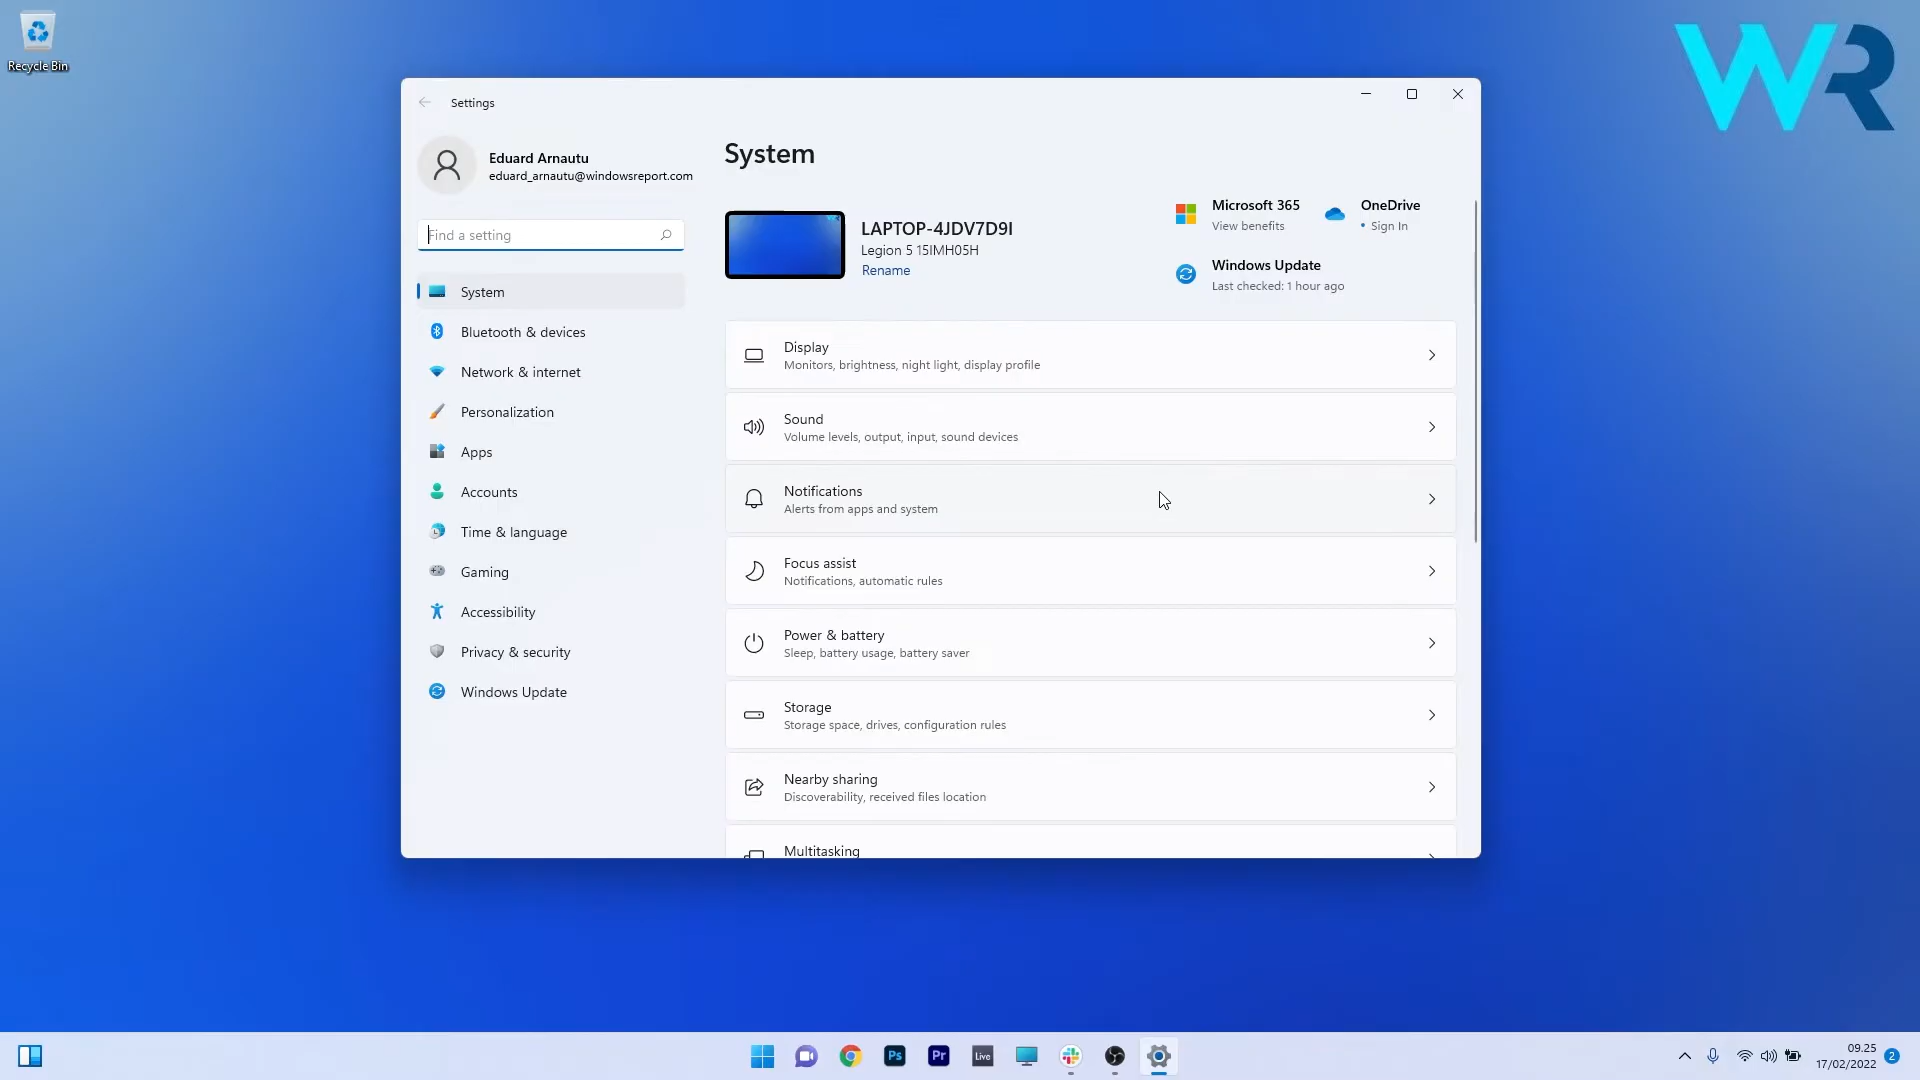 Recycle Bin
WR
Settings
Eduard Arnautu
eduard_arnautu@windowsreport.com
Find a setting
System
Bluetooth & devices
Network & internet
Personalization
Apps
Accounts
Time & language
Gaming
Accessibility
Privacy & security
Windows Update
System
LAPTOP-4JDV7D9I
Legion 5 15IMH05H
Rename
Microsoft 365
View benefits
OneDrive
• Sign In
Windows Update
Last checked: 1 hour ago
Display
Monitors, brightness, night light, display profile
Sound
Volume levels, output, input, sound devices
Notifications
Alerts from apps and system
Focus assist
Notifications, automatic rules
Power & battery
Sleep, battery usage, battery saver
Storage
Storage space, drives, configuration rules
Nearby sharing
Discoverability, received files location
Multitasking
Ps
Pr
Live
09.25
17/02/2022
2